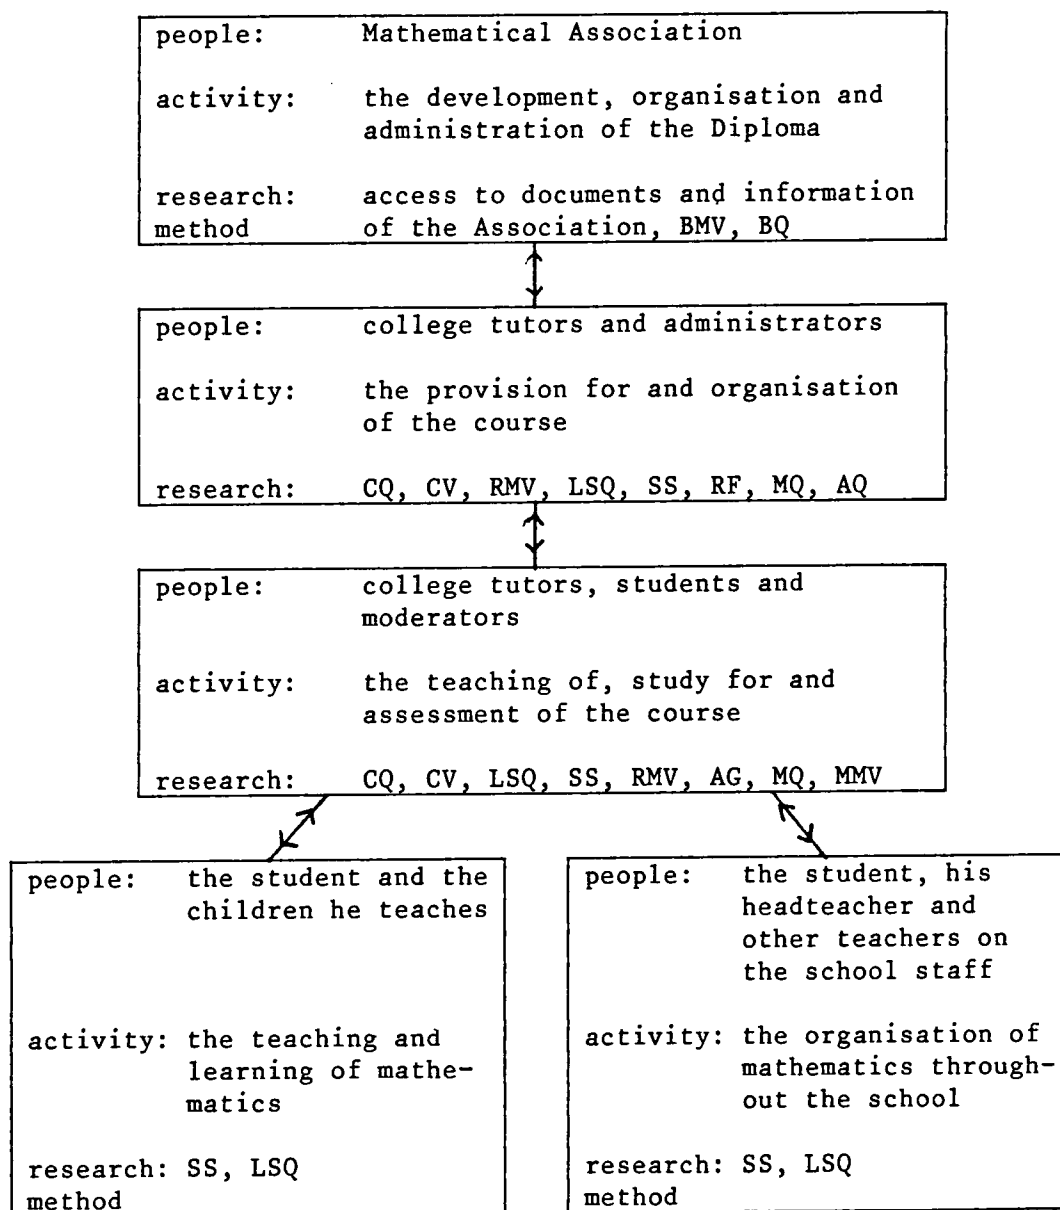 people: Mathematical Association
activity: the development, organisation and
administration of the Diploma
research: access to documents and information
method of the Association, BMV, BQ
people: college tutors and administrators
activity: the provision for and organisation
of the course
research: CQ, CV, RMV, LSQ, SS, RF, MQ, AQ
people: college tutors, students and
moderators
activity: the teaching of, study for and
assessment of the course
research: CQ, CV, LSQ, SS, RMV, AG, MQ, MMV
people: the student and the
children he teaches
activity: the teaching and
learning of mathe-
matics
research: SS, LSQ
method
people: the student, his
headteacher and
other teachers on
the school staff
activity: the organisation of
mathematics through-
out the school
research: SS, LSQ
method